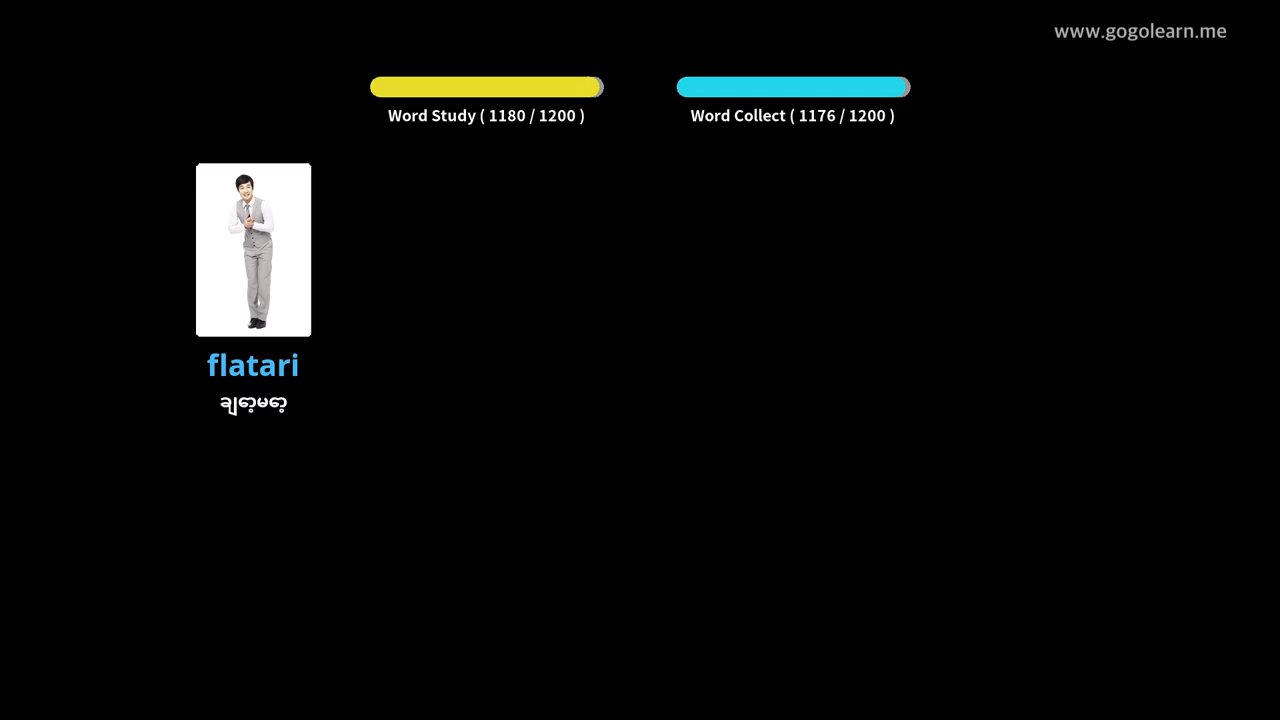 www.gogolearn.me
Word Study ( 1180 / 1200 )
Word Collect ( 1176 / 1200 )
flatari
ချော့မော့